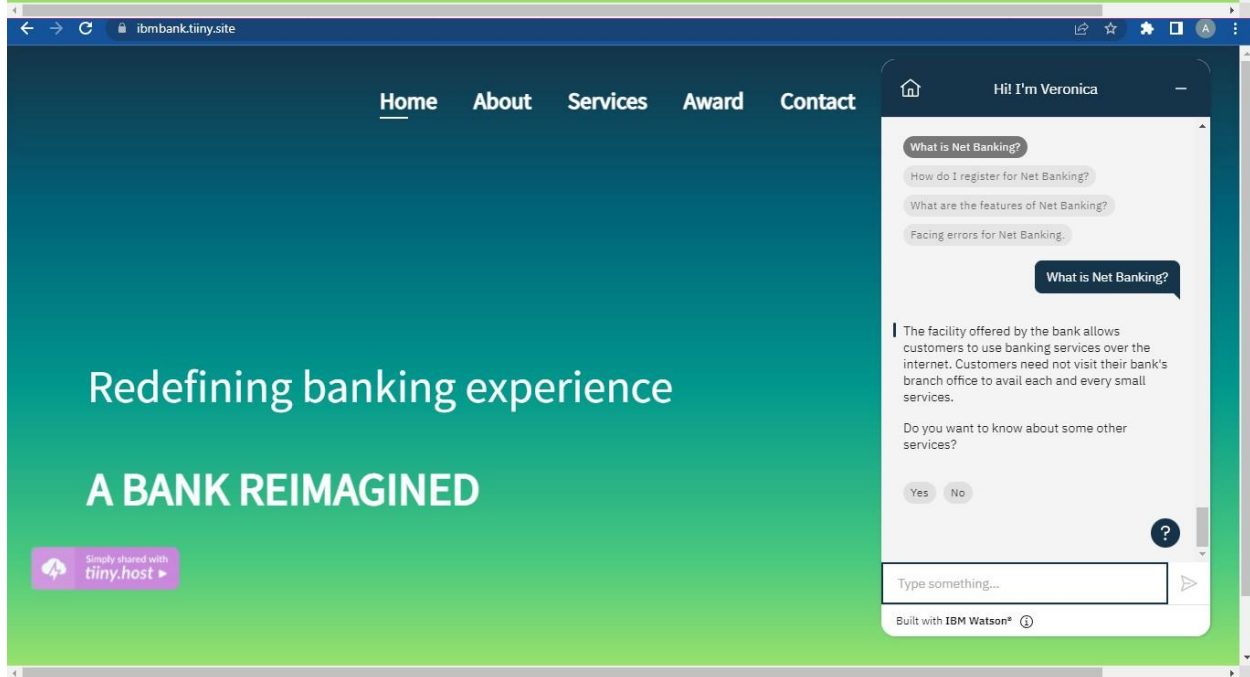 ibmbank.tiiny.site
A
Home About Services Award Contact
Redefining banking experience
A BANK REIMAGINED
Simply shared with
tiiny.host ►
Hi! I'm Veronica
What is Net Banking?
How do I register for Net Banking?
What are the features of Net Banking?
Facing errors for Net Banking.
What is Net Banking?
The facility offered by the bank allows
customers to use banking services over the
internet. Customers need not visit their bank's
branch office to avail each and every small
services.
Do you want to know about some other
services?
Yes No
?
Type something...
Built with IBM Watson®